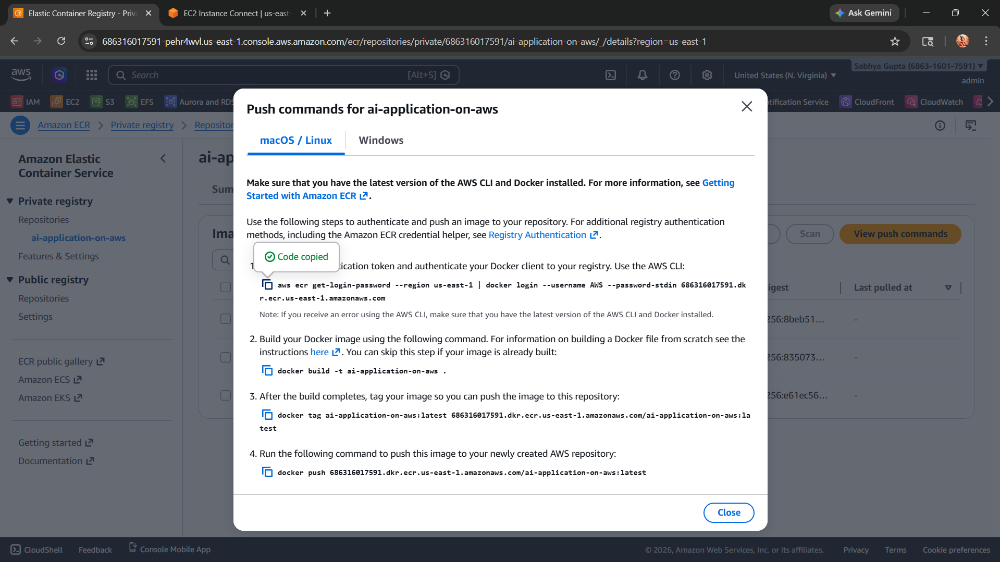 Elastic Container Registry - Priv
EC2 Instance Connect | us-east-
Ask Gemini
686316017591-pehr4wvl.us-east-1.console.aws.amazon.com/ecr/repositories/private/686316017591/ai-application-on-aws/_/details?region=us-east-1
aws
Search
[Alt+S]
United States (N. Virginia)
Sabhya Gupta (6863-1601-7591)
admin
IAM
EC2
S3
EFS
Aurora and RDS
tification Service
CloudFront
CloudWatch
Amazon ECR
Private registry
Repositor
Amazon Elastic
Container Service
Private registry
Repositories
ai-application-on-aws
Features & Settings
Public registry
Repositories
Settings
ECR public gallery
Amazon ECS
Amazon EKS
Getting started
Documentation
ai-ap
Sum
Ima
Scan
View push commands
igest
Last pulled at
256:8beb51...
-
256:835073...
-
256:e61ec56...
-
Push commands for ai-application-on-aws
macOS / Linux
Windows
Make sure that you have the latest version of the AWS CLI and Docker installed. For more information, see Getting
Started with Amazon ECR .
Use the following steps to authenticate and push an image to your repository. For additional registry authentication
methods, including the Amazon ECR credential helper, see Registry Authentication .
Code copied
1 ication token and authenticate your Docker client to your registry. Use the AWS CLI:
aws ecr get-login-password --region us-east-1 | docker login --username AWS --password-stdin 686316017591.dk
r.ecr.us-east-1.amazonaws.com
Note: If you receive an error using the AWS CLI, make sure that you have the latest version of the AWS CLI and Docker installed.
2. Build your Docker image using the following command. For information on building a Docker file from scratch see the
instructions here . You can skip this step if your image is already built:
docker build -t ai-application-on-aws .
3. After the build completes, tag your image so you can push the image to this repository:
docker tag ai-application-on-aws:latest 686316017591.dkr.ecr.us-east-1.amazonaws.com/ai-application-on-aws:la
test
4. Run the following command to push this image to your newly created AWS repository:
docker push 686316017591.dkr.ecr.us-east-1.amazonaws.com/ai-application-on-aws:latest
Close
CloudShell
Feedback
Console Mobile App
© 2026, Amazon Web Services, Inc. or its affiliates.
Privacy
Terms
Cookie preferences